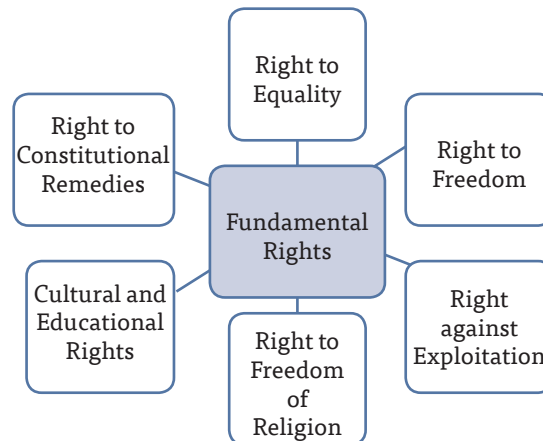 Right to
Equality
Right to
Constitutional
Remedies
Right to
Freedom
Fundamental
Rights
Cultural and
Educational
Rights
Right
against
Exploitation
Right to
Freedom
of
Religion